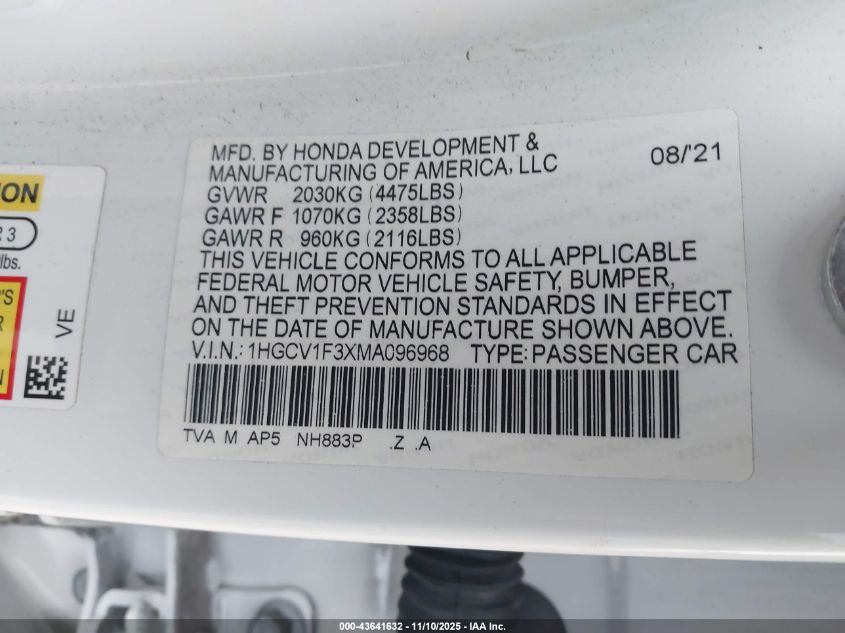 ION
R 3
lbs.
'S
R
N
VE
MFD. BY HONDA DEVELOPMENT &
MANUFACTURING OF AMERICA, LLC 08/'21
GVWR 2030KG (4475LBS)
GAWR F 1070KG (2358LBS)
GAWR R 960KG (2116LBS)
THIS VEHICLE CONFORMS TO ALL APPLICABLE
FEDERAL MOTOR VEHICLE SAFETY, BUMPER,
AND THEFT PREVENTION STANDARDS IN EFFECT
ON THE DATE OF MANUFACTURE SHOWN ABOVE.
V.I.N.: 1HGCV1F3XMA096968 TYPE: PASSENGER CAR
TVA M AP5 NH883P .Z .A
000-43641632 - 11/10/2025 - IAA Inc.